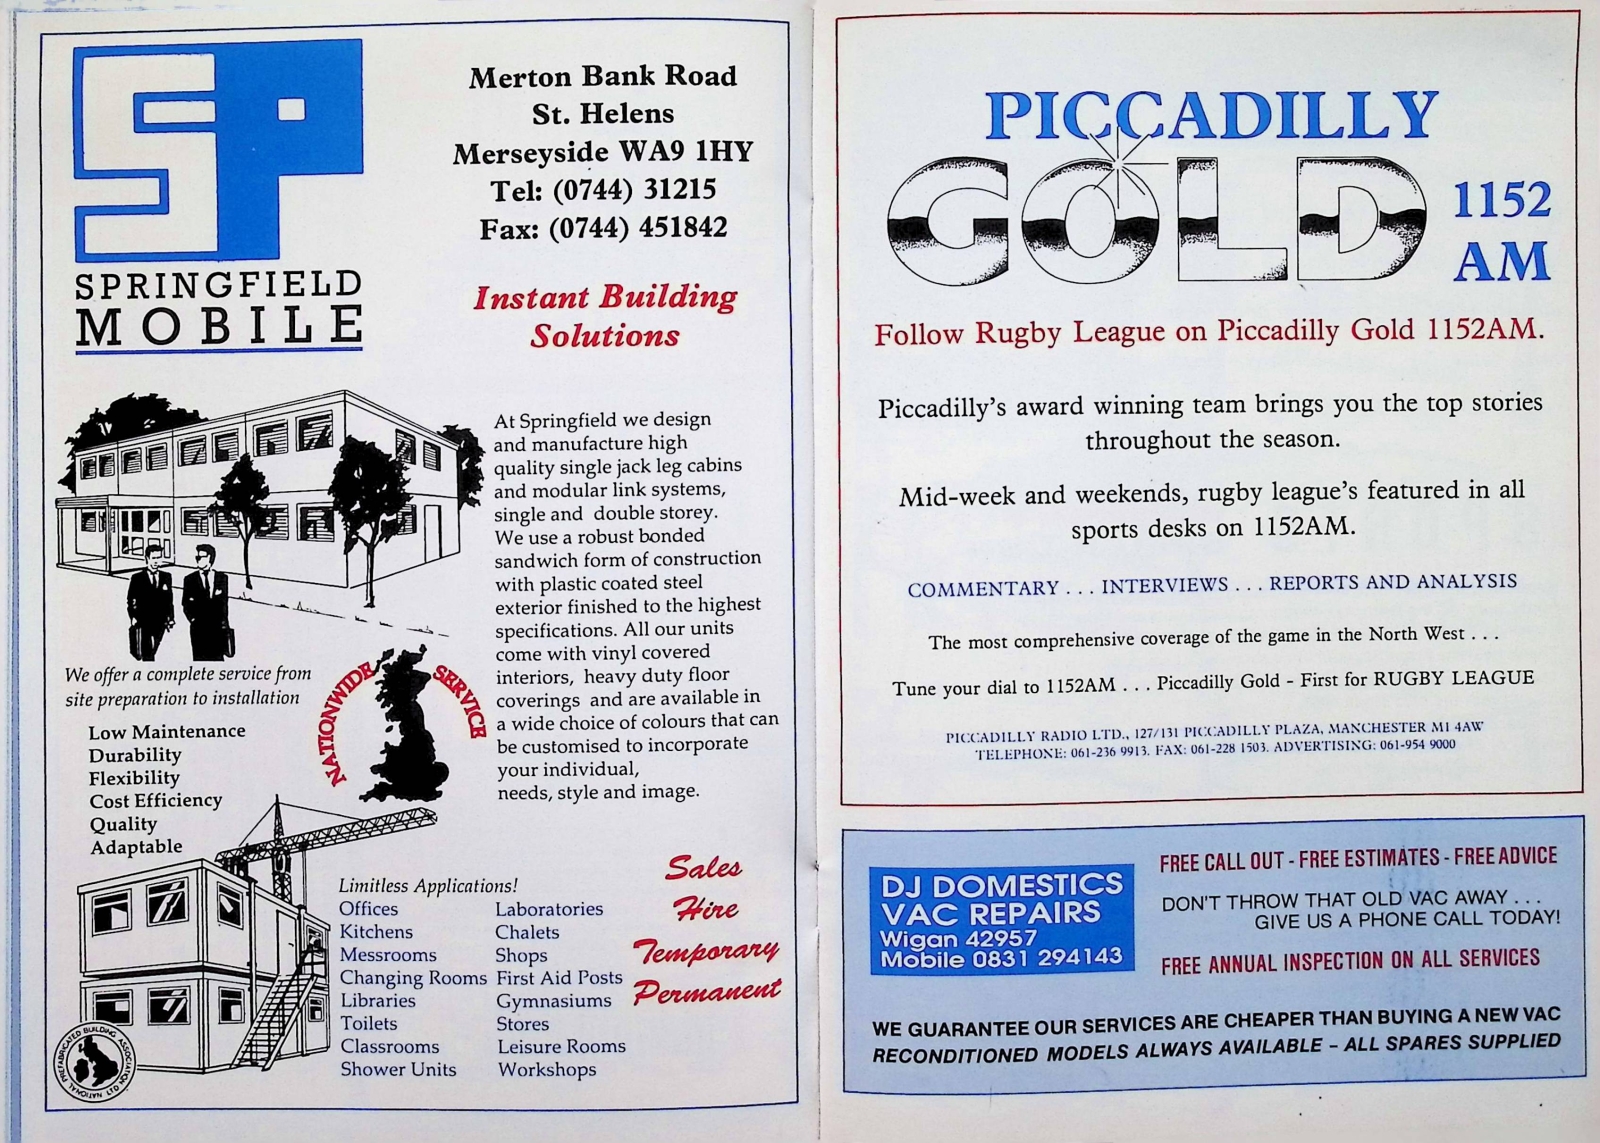 SP
SPRINGFIELD
MOBILE
Merton Bank Road
St. Helens
Merseyside WA9 1HY
Tel: (0744) 31215
Fax: (0744) 451842
Instant Building
Solutions
At Springfield we design
and manufacture high
quality single jack leg cabins
and modular link systems,
single and double storey.
We use a robust bonded
sandwich form of construction
with plastic coated steel
exterior finished to the highest
specifications. All our units
come with vinyl covered
interiors, heavy duty floor
coverings and are available in
a wide choice of colours that can
be customised to incorporate
your individual,
needs, style and image.
We offer a complete service from
site preparation to installation
NATIONWIDE SERVICE
Low Maintenance
Durability
Flexibility
Cost Efficiency
Quality
Adaptable
Limitless Applications!
Offices
Kitchens
Messrooms
Changing Rooms
Libraries
Toilets
Classrooms
Shower Units
Laboratories
Chalets
Shops
First Aid Posts
Gymnasiums
Stores
Leisure Rooms
Workshops
Sales
Hire
Temporary
Permanent
NATIONAL PREFABRICATED BUILDING ASSOCIATION LTD
PICCADILLY
GOLD
1152
AM
Follow Rugby League on Piccadilly Gold 1152AM.
Piccadilly's award winning team brings you the top stories
throughout the season.
Mid-week and weekends, rugby league's featured in all
sports desks on 1152AM.
COMMENTARY . . . INTERVIEWS . . . REPORTS AND ANALYSIS
The most comprehensive coverage of the game in the North West . . .
Tune your dial to 1152AM . . . Piccadilly Gold - First for RUGBY LEAGUE
PICCADILLY RADIO LTD., 127/131 PICCADILLY PLAZA, MANCHESTER M1 4AW
TELEPHONE: 061-236 9913. FAX: 061-228 1503. ADVERTISING: 061-954 9000
DJ DOMESTICS
VAC REPAIRS
Wigan 42957
Mobile 0831 294143
FREE CALL OUT - FREE ESTIMATES - FREE ADVICE
DON'T THROW THAT OLD VAC AWAY . . .
GIVE US A PHONE CALL TODAY!
FREE ANNUAL INSPECTION ON ALL SERVICES
WE GUARANTEE OUR SERVICES ARE CHEAPER THAN BUYING A NEW VAC
RECONDITIONED MODELS ALWAYS AVAILABLE – ALL SPARES SUPPLIED